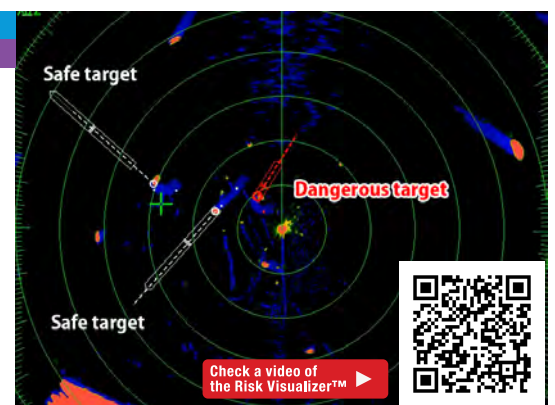 Safe target
Dangerous target
Safe target
Check a video of
the Risk Visualizer™